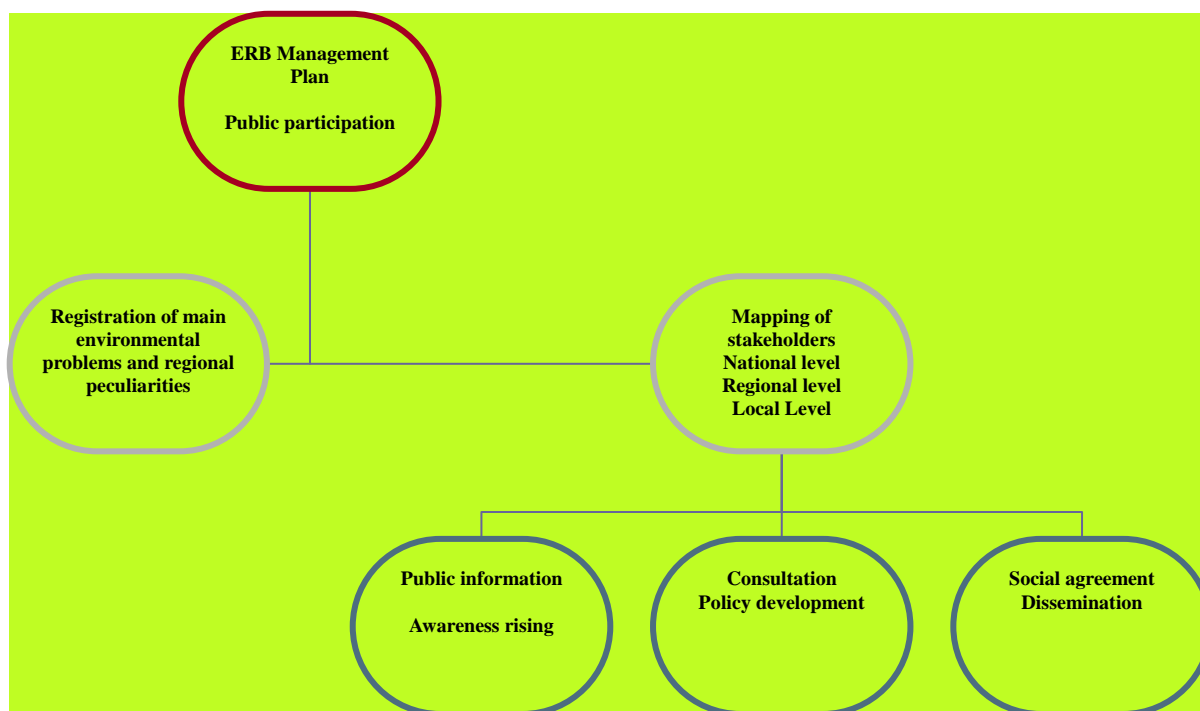 ERB Management
Plan
Public participation
Registration of main
environmental
problems and regional
peculiarities
Mapping of
stakeholders
National level
Regional level
Local Level
Public information
Awareness rising
Consultation
Policy development
Social agreement
Dissemination